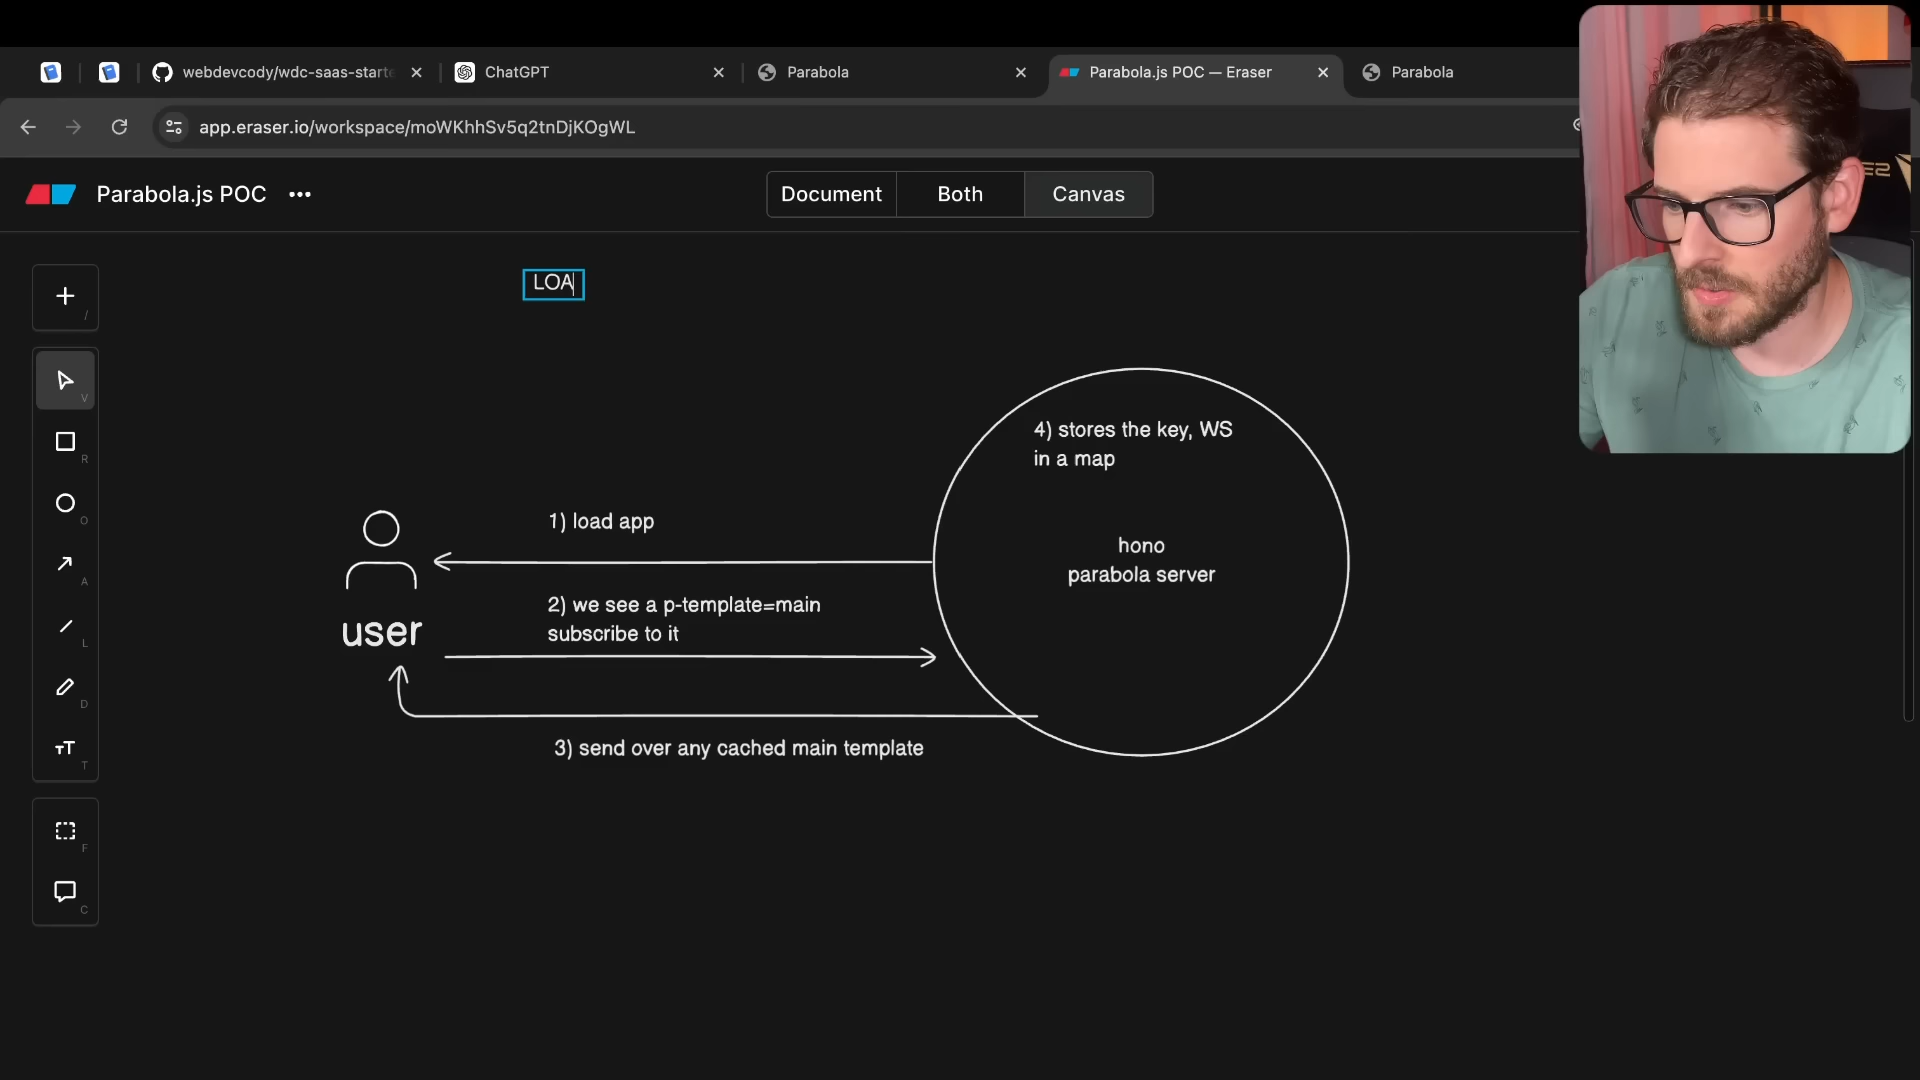 webdevcody/wdc-saas-starte
ChatGPT
Parabola
Parabola.js POC — Eraser
Parabola
app.eraser.io/workspace/moWKhhSv5q2tnDjKOgWL
Parabola.js POC
Document
Both
Canvas
LOA
/
V
R
O
A
L
D
TT
T
F
C
4) stores the key, WS
in a map
1) load app
hono
parabola server
2) we see a p-template=main
subscribe to it
user
3) send over any cached main template